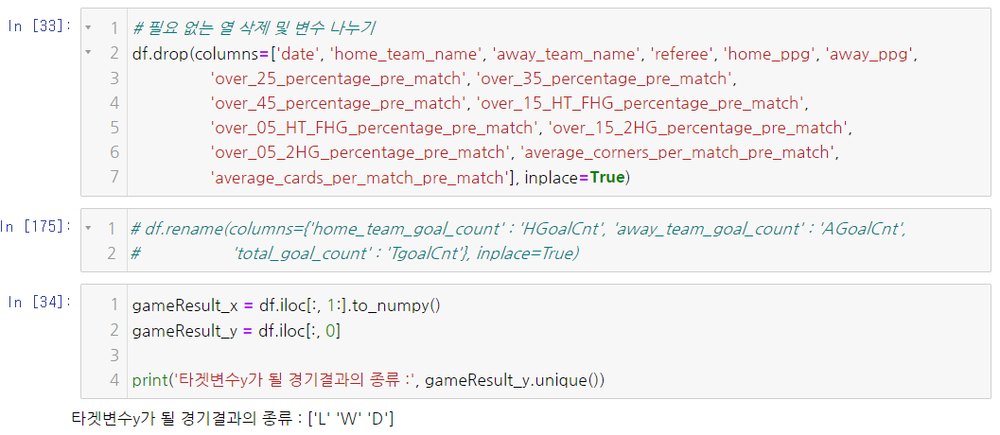 In [33]:
1 # 필요 없는 열 삭제 및 변수 나누기
2 df.drop(columns=['date', 'home_team_name', 'away_team_name', 'referee', 'home_ppg', 'away_ppg',
3 'over_25_percentage_pre_match', 'over_35_percentage_pre_match',
4 'over_45_percentage_pre_match', 'over_15_HT_FHG_percentage_pre_match',
5 'over_05_HT_FHG_percentage_pre_match', 'over_15_2HG_percentage_pre_match',
6 'over_05_2HG_percentage_pre_match', 'average_corners_per_match_pre_match',
7 'average_cards_per_match_pre_match'], inplace=True)
In [175]:
1 # df.rename(columns={'home_team_goal_count' : 'HGoalCnt', 'away_team_goal_count' : 'AGoalCnt',
2 # 'total_goal_count' : 'TgoalCnt'}, inplace=True)
In [34]:
1 gameResult_x = df.iloc[:, 1:].to_numpy()
2 gameResult_y = df.iloc[:, 0]
3
4 print('타겟변수y가 될 경기결과의 종류 :', gameResult_y.unique())
타겟변수y가 될 경기결과의 종류 : ['L' 'W' 'D']